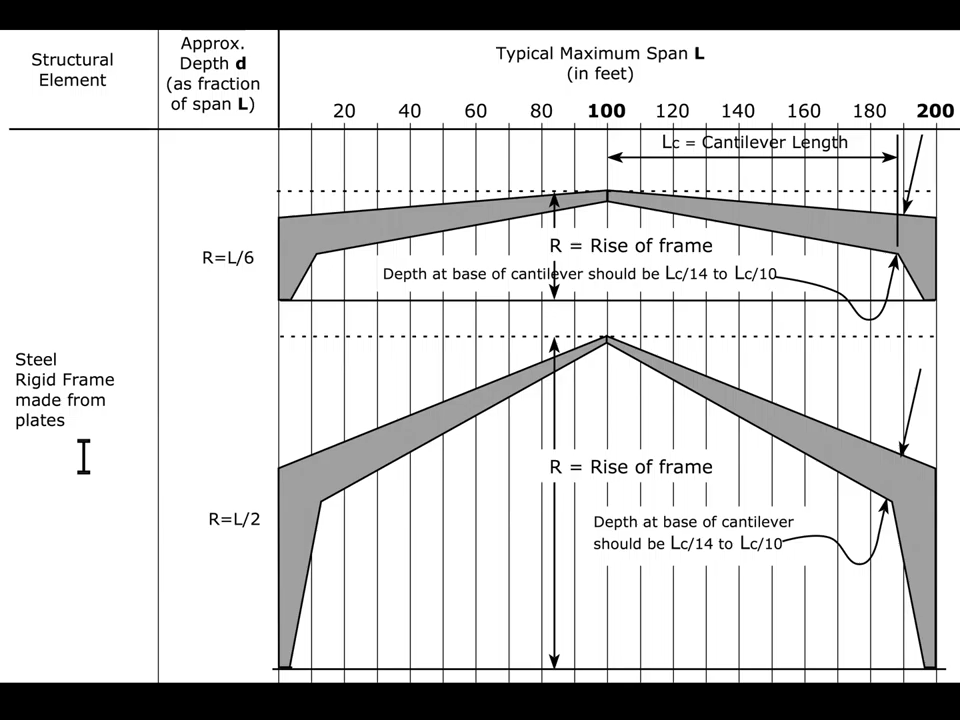 Structural
Element
Approx.
Depth d
(as fraction
of span L)
Typical Maximum Span L
(in feet)
20 40 60 80 100 120 140 160 180 200
Lc = Cantilever Length
R=L/6
R = Rise of frame
Depth at base of cantilever should be Lc/14 to Lc/10
Steel
Rigid Frame
made from
plates
R=L/2
R = Rise of frame
Depth at base of cantilever
should be Lc/14 to Lc/10